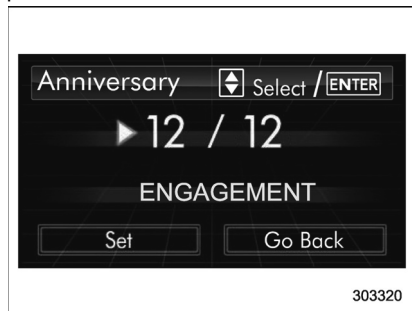 Anniversary Select / ENTER
12 / 12
ENGAGEMENT
Set Go Back
303320